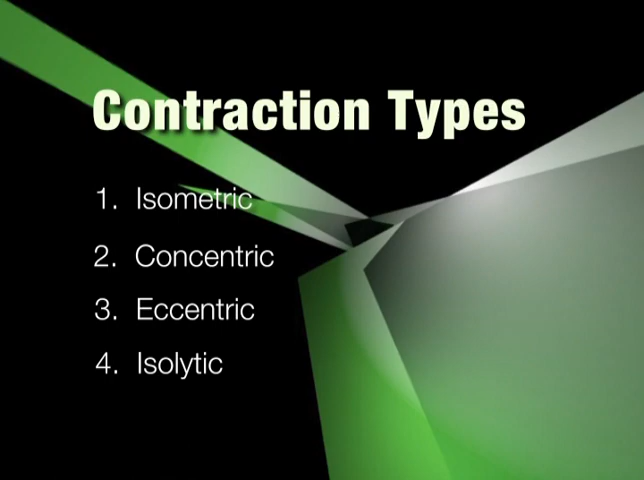 Contraction Types
1. Isometric
2. Concentric
3. Eccentric
4. Isolytic